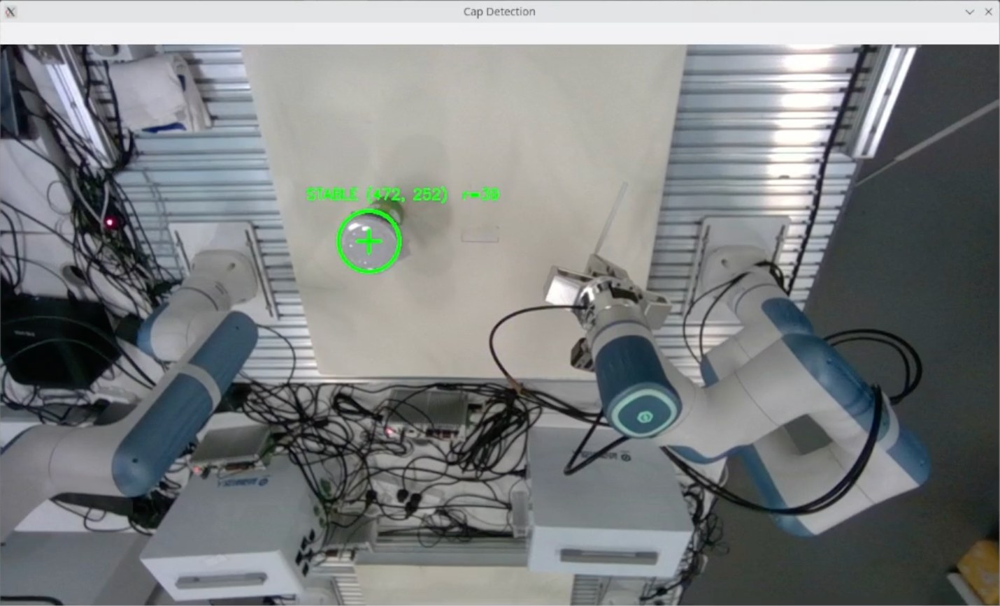 Cap Detection
STABLE (472, 252) r=39